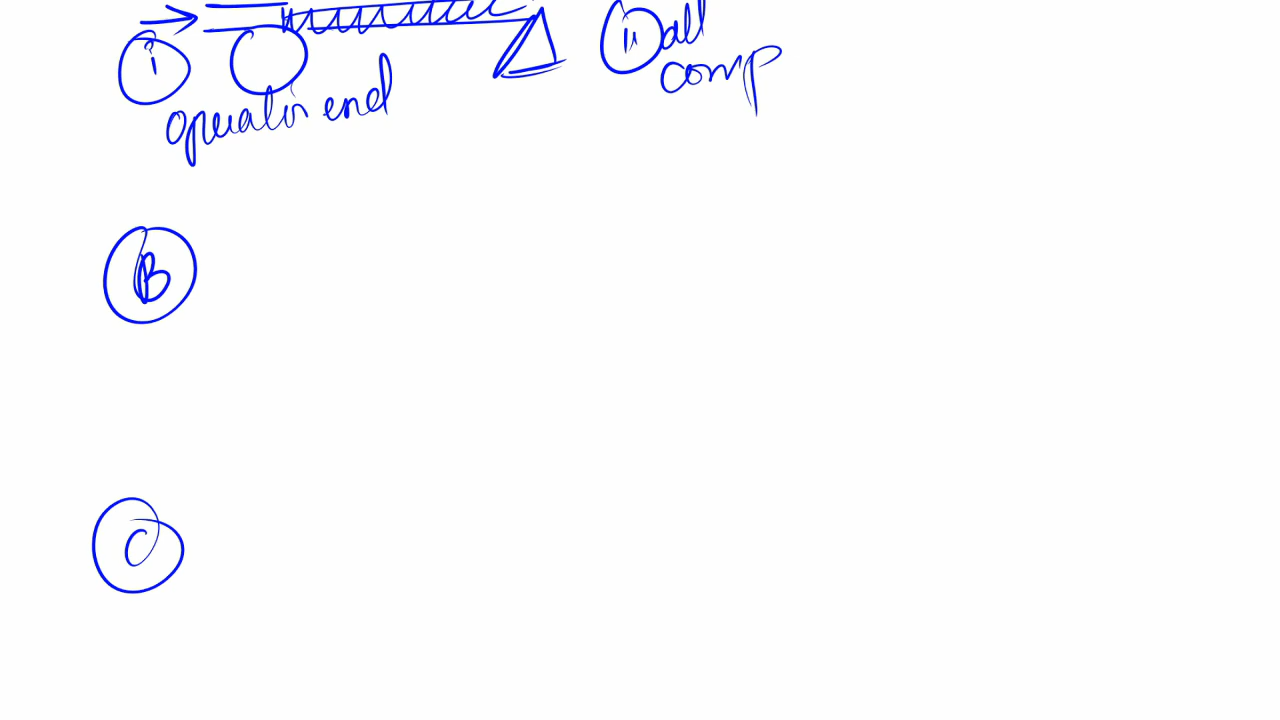 i
ii all
comp
operator end
B
C